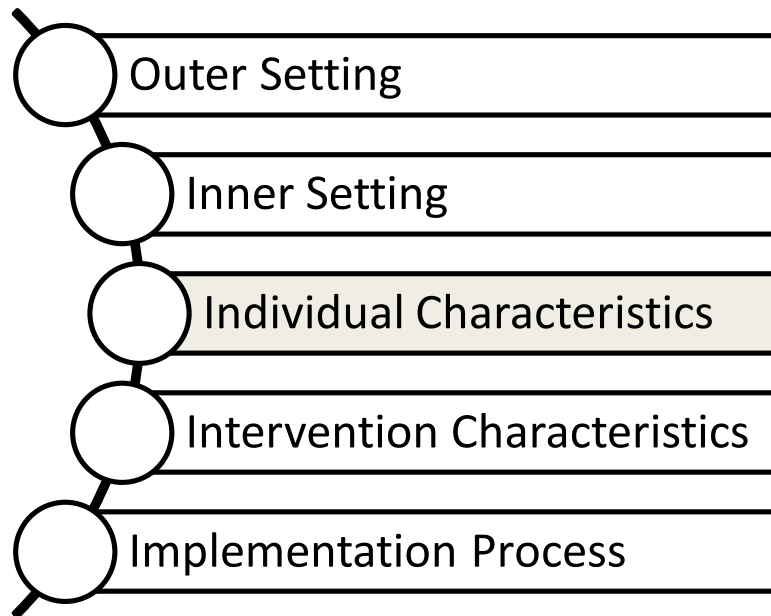 Outer Setting
Inner Setting
Individual Characteristics
Intervention Characteristics
Implementation Process